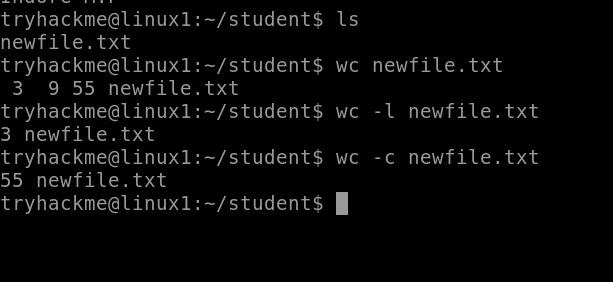 tryhackme@linux1:~/student$ ls
newfile.txt
tryhackme@linux1:~/student$ wc newfile.txt
 3  9 55 newfile.txt
tryhackme@linux1:~/student$ wc -l newfile.txt
3 newfile.txt
tryhackme@linux1:~/student$ wc -c newfile.txt
55 newfile.txt
tryhackme@linux1:~/student$